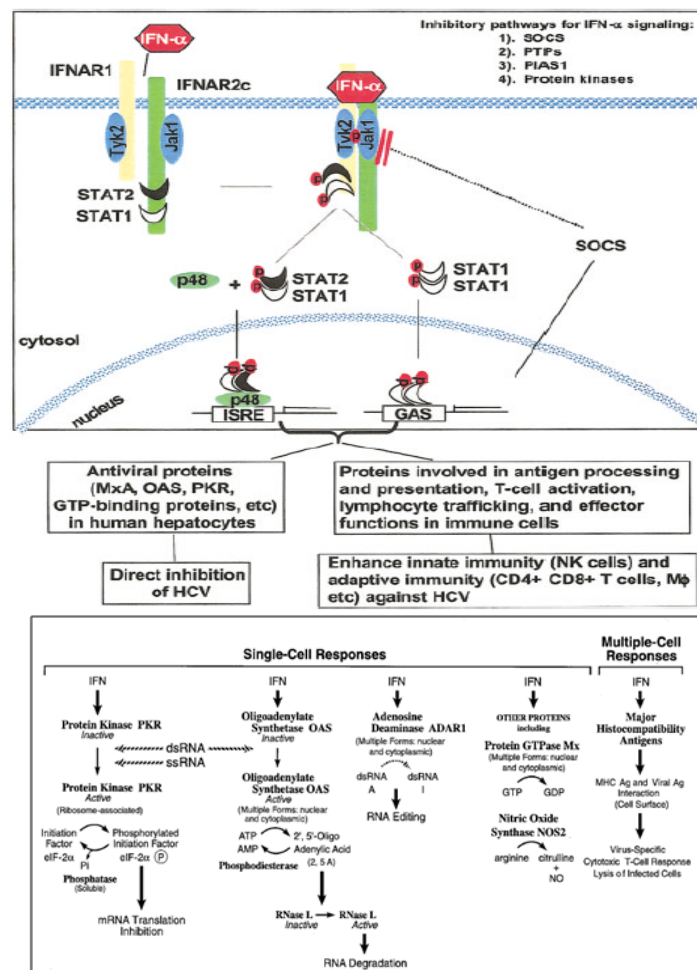 Inhibitory pathways for IFN-α signaling:
1). SOCS
2). PTPs
3). PIAS1
4). Protein kinases
IFN-α
IFNAR1
IFNAR2c
IFN-α
Tyk2
Jak1
Tyk2
P
Jak1
STAT2
STAT1
P
P
SOCS
p48
+
P
P
STAT2
STAT1
P
P
STAT1
STAT1
cytosol
nucleus
P
P
p48
ISRE
P
P
GAS
Antiviral proteins
(MxA, OAS, PKR,
GTP-binding proteins, etc)
in human hepatocytes
Proteins involved in antigen processing
and presentation, T-cell activation,
lymphocyte trafficking, and effector
functions in immune cells
Direct inhibition
of HCV
Enhance innate immunity (NK cells) and
adaptive immunity (CD4+ CD8+ T cells, Mϕ
etc) against HCV
Single-Cell Responses
Multiple-Cell
Responses
IFN
Protein Kinase PKR
Inactive
dsRNA
ssRNA
Protein Kinase PKR
Active
(Ribosome-associated)
Initiation
Factor
eIF-2α
Phosphorylated
Initiation Factor
eIF-2α P
Pi
Phosphatase
(Soluble)
mRNA Translation
Inhibition
IFN
Oligoadenylate
Synthetase OAS
Inactive
Oligoadenylate
Synthetase OAS
Active
(Multiple Forms: nuclear
and cytoplasmic)
ATP
AMP
2', 5'-Oligo
Adenylic Acid
(2, 5 A)
Phosphodiesterase
RNase L
Inactive
RNase L
Active
RNA Degradation
IFN
Adenosine
Deaminase ADAR1
(Multiple Forms: nuclear
and cytoplasmic)
dsRNA
A
dsRNA
I
RNA Editing
IFN
OTHER PROTEINS
including
Protein GTPase Mx
(Multiple Forms: nuclear
and cytoplasmic)
GTP
GDP
Nitric Oxide
Synthase NOS2
arginine
citrulline
+
NO
IFN
Major
Histocompatibility
Antigens
MHC Ag and Viral Ag
Interaction
(Cell Surface)
Virus-Specific
Cytotoxic T-Cell Response
Lysis of Infected Cells